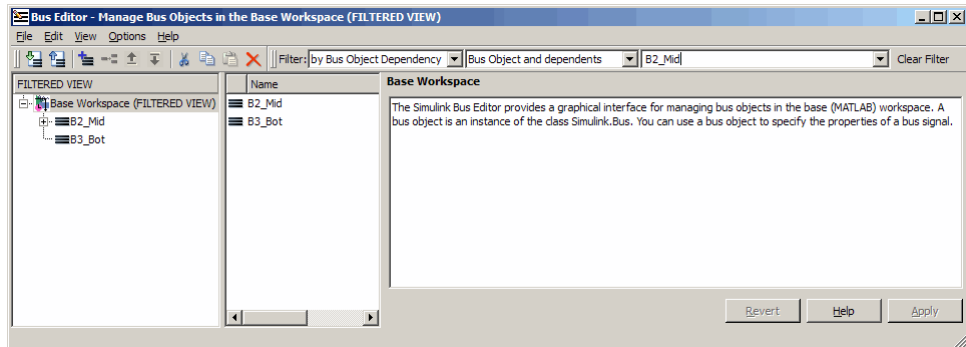 Bus Editor - Manage Bus Objects in the Base Workspace (FILTERED VIEW)
File Edit View Options Help
Filter: by Bus Object Dependency Bus Object and dependents B2_Mid Clear Filter
FILTERED VIEW
Base Workspace (FILTERED VIEW)
B2_Mid
B3_Bot
Name
B2_Mid
B3_Bot
Base Workspace
The Simulink Bus Editor provides a graphical interface for managing bus objects in the base (MATLAB) workspace. A
bus object is an instance of the class Simulink.Bus. You can use a bus object to specify the properties of a bus signal.
Revert Help Apply